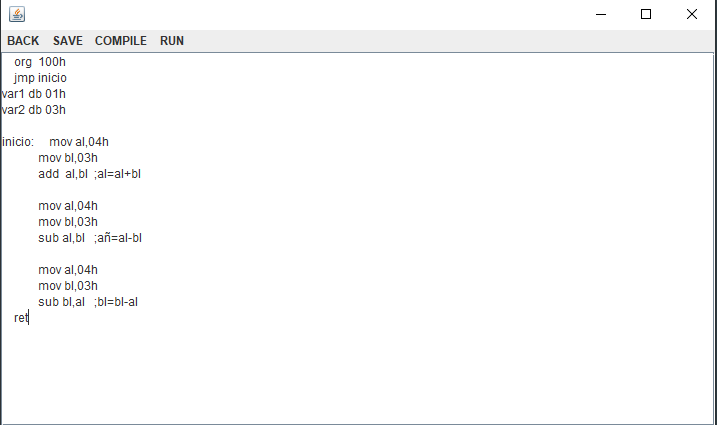 BACK SAVE COMPILE RUN
org 100h
jmp inicio
var1 db 01h
var2 db 03h
inicio: mov al,04h
mov bl,03h
add al,bl ;al=al+bl
mov al,04h
mov bl,03h
sub al,bl ;añ=al-bl
mov al,04h
mov bl,03h
sub bl,al ;bl=bl-al
ret